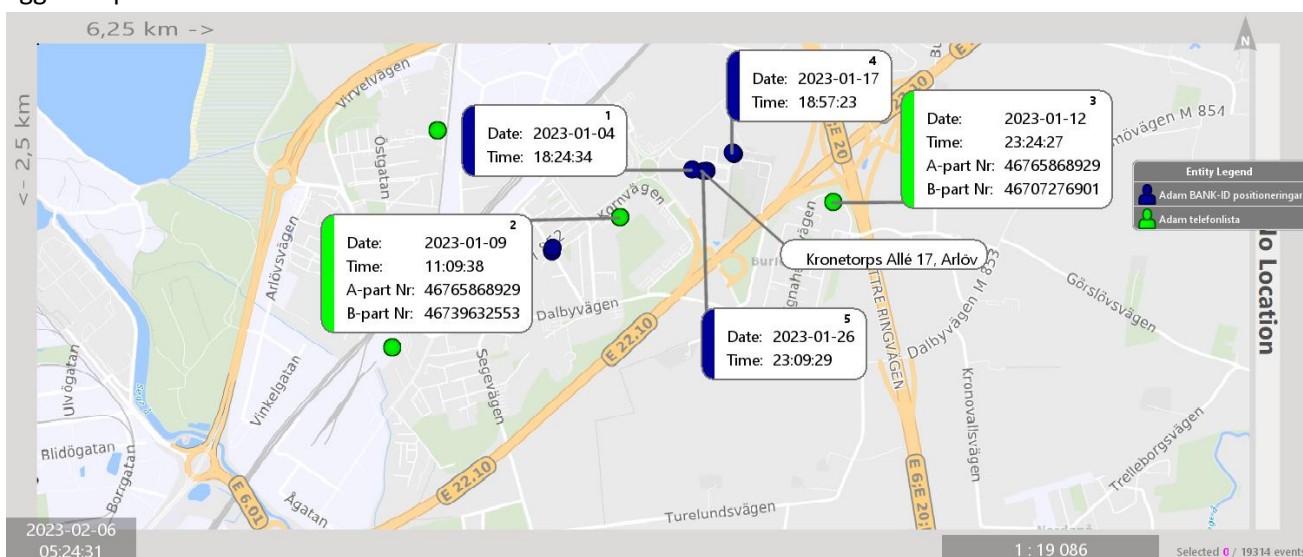 6,25 km ->
<- 2,5 km
N
1
Date: 2023-01-04
Time: 18:24:34
2
Date: 2023-01-09
Time: 11:09:38
A-part Nr: 46765868929
B-part Nr: 46739632553
4
Date: 2023-01-17
Time: 18:57:23
3
Date: 2023-01-12
Time: 23:24:27
A-part Nr: 46765868929
B-part Nr: 46707276901
5
Date: 2023-01-26
Time: 23:09:29
Kronetorps Allé 17, Arlöv
Entity Legend
Adam BANK-ID positioneringar
Adam telefonlista
No Location
Virvelvägen
Östgatan
Arlövsvägen
Kornvägen
Dalbyvägen
Segevägen
Vinkelgatan
Ulvögatan
Blidögatan
Borrgatan
Ågatan
E 6.01
E 22.10
E 22.10
E 22.10
Turelundsvägen
TTRE RINGVÄGEN
Dalbyvägen M 853
Görslövsvägen
Kronovallsvägen
Trelleborgsvägen
E 6;E 20;
2023-02-06
05:24:31
1 : 19 086
Selected 0 / 19314 events